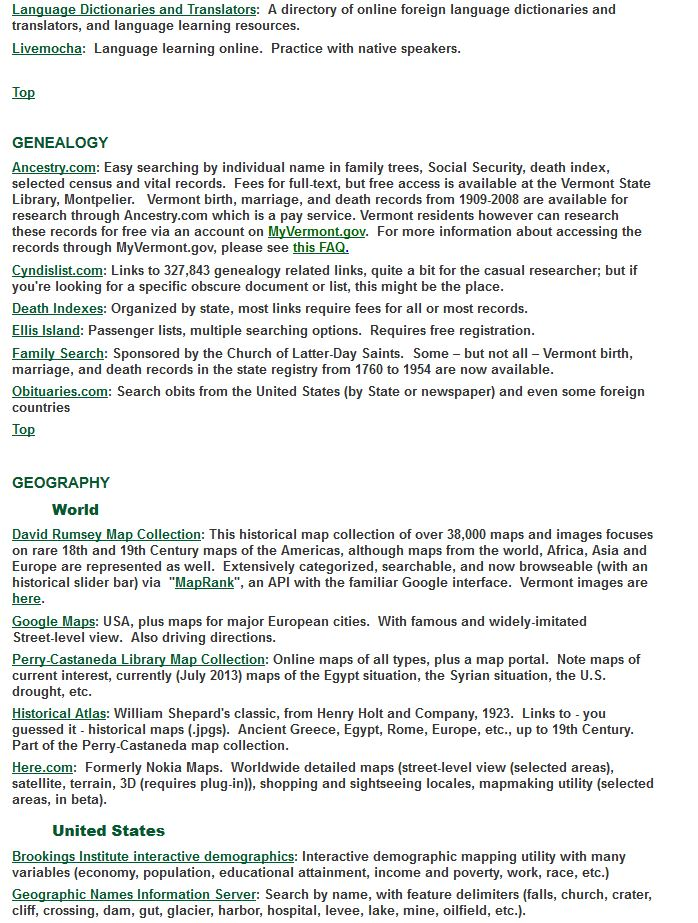 Language Dictionaries and Translators:  A directory of online foreign language dictionaries and
translators, and language learning resources.
Livemocha:  Language learning online.  Practice with native speakers.
Top
GENEALOGY
Ancestry.com: Easy searching by individual name in family trees, Social Security, death index,
selected census and vital records.  Fees for full-text, but free access is available at the Vermont State
Library, Montpelier.   Vermont birth, marriage, and death records from 1909-2008 are available for
research through Ancestry.com which is a pay service. Vermont residents however can research
these records for free via an account on MyVermont.gov.  For more information about accessing the
records through MyVermont.gov, please see this FAQ.
Cyndislist.com: Links to 327,843 genealogy related links, quite a bit for the casual researcher; but if
you're looking for a specific obscure document or list, this might be the place.
Death Indexes: Organized by state, most links require fees for all or most records.
Ellis Island: Passenger lists, multiple searching options.  Requires free registration.
Family Search: Sponsored by the Church of Latter-Day Saints.  Some – but not all – Vermont birth,
marriage, and death records in the state registry from 1760 to 1954 are now available.
Obituaries.com: Search obits from the United States (by State or newspaper) and even some foreign
countries
Top
GEOGRAPHY
World
David Rumsey Map Collection: This historical map collection of over 38,000 maps and images focuses
on rare 18th and 19th Century maps of the Americas, although maps from the world, Africa, Asia and
Europe are represented as well.  Extensively categorized, searchable, and now browseable (with an
historical slider bar) via  "MapRank", an API with the familiar Google interface.  Vermont images are
here.
Google Maps: USA, plus maps for major European cities.  With famous and widely-imitated
Street-level view.  Also driving directions.
Perry-Castaneda Library Map Collection: Online maps of all types, plus a map portal.  Note maps of
current interest, currently (July 2013) maps of the Egypt situation, the Syrian situation, the U.S.
drought, etc.
Historical Atlas: William Shepard's classic, from Henry Holt and Company, 1923.  Links to - you
guessed it - historical maps (.jpgs).  Ancient Greece, Egypt, Rome, Europe, etc., up to 19th Century.
Part of the Perry-Castaneda map collection.
Here.com:  Formerly Nokia Maps.  Worldwide detailed maps (street-level view (selected areas),
satellite, terrain, 3D (requires plug-in)), shopping and sightseeing locales, mapmaking utility (selected
areas, in beta).
United States
Brookings Institute interactive demographics: Interactive demographic mapping utility with many
variables (economy, population, educational attainment, income and poverty, work, race, etc.)
Geographic Names Information Server: Search by name, with feature delimiters (falls, church, crater,
cliff, crossing, dam, gut, glacier, harbor, hospital, levee, lake, mine, oilfield, etc.).